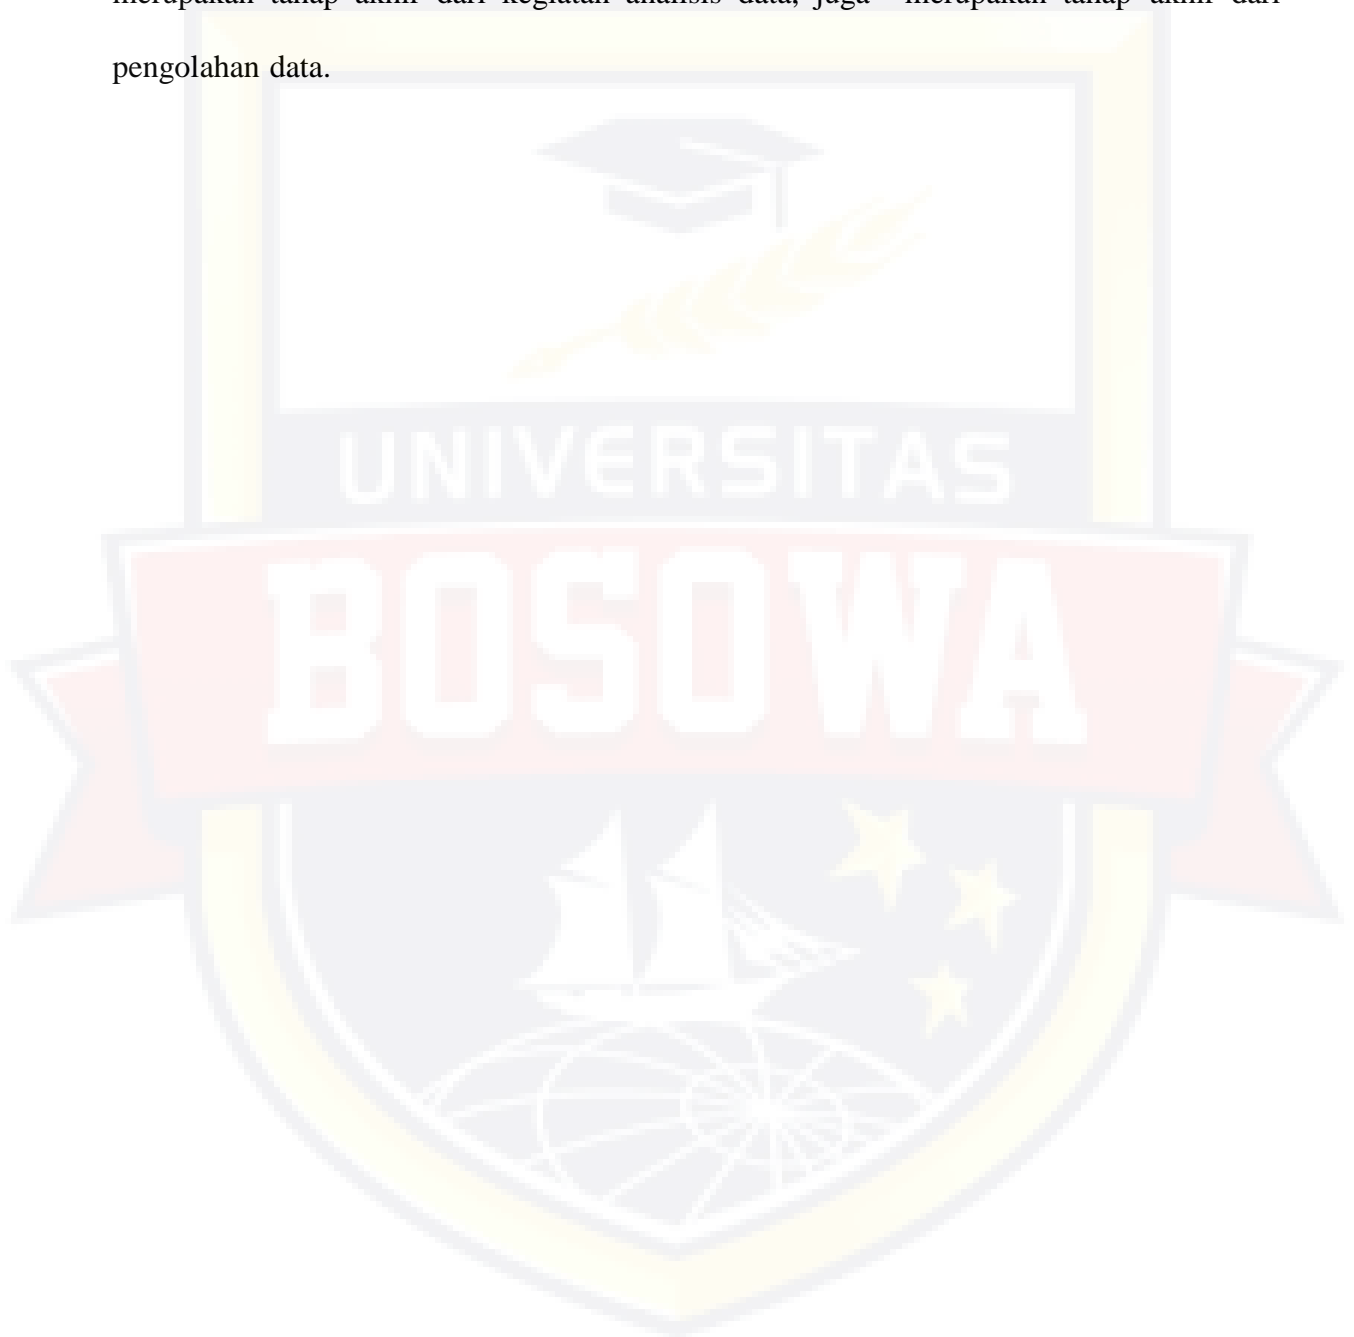 merupakan tahap akhir dari kegiatan analisis data, juga merupakan tahap akhir dari
pengolahan data.
UNIVERSITAS
BOSOWA